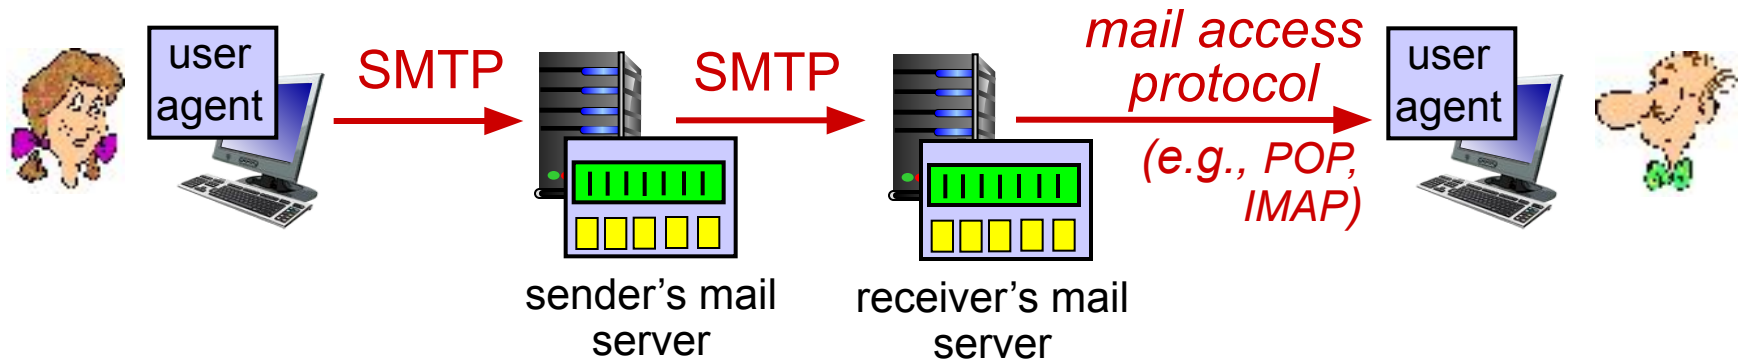 user
agent
SMTP
SMTP
mail access
protocol
(e.g., POP,
IMAP)
user
agent
sender’s mail
server
receiver’s mail
server